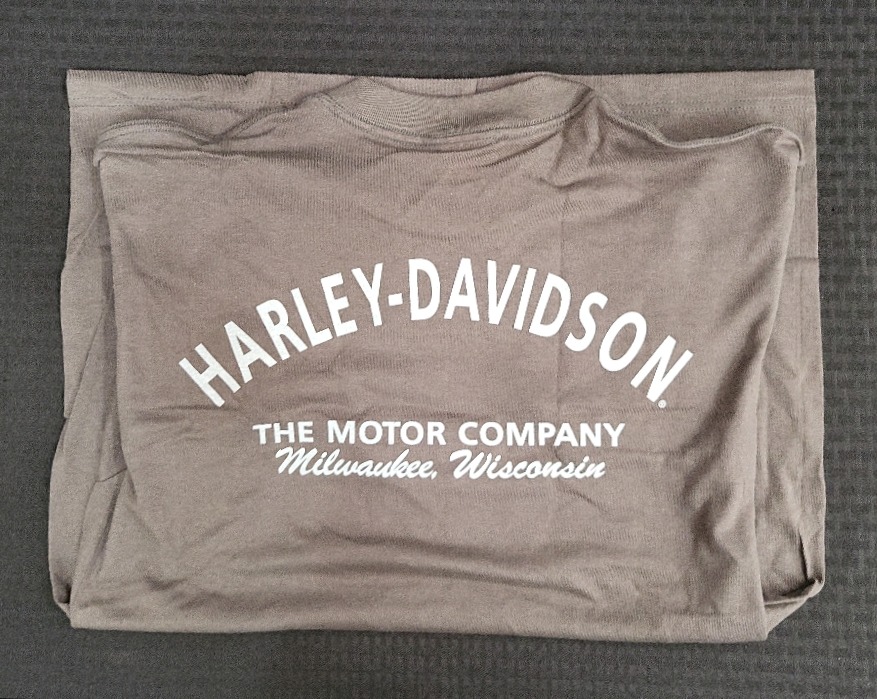 HARLEY-DAVIDSON®
THE MOTOR COMPANY
Milwaukee, Wisconsin